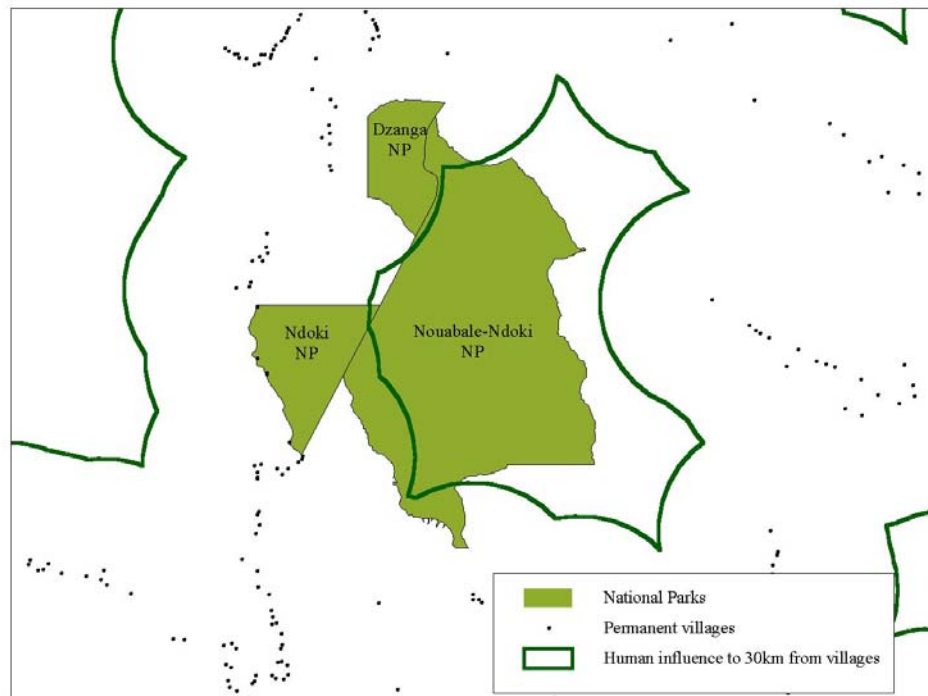 Dzanga
NP
Ndoki
NP
Nouabale-Ndoki
NP
National Parks
Permanent villages
Human influence to 30km from villages